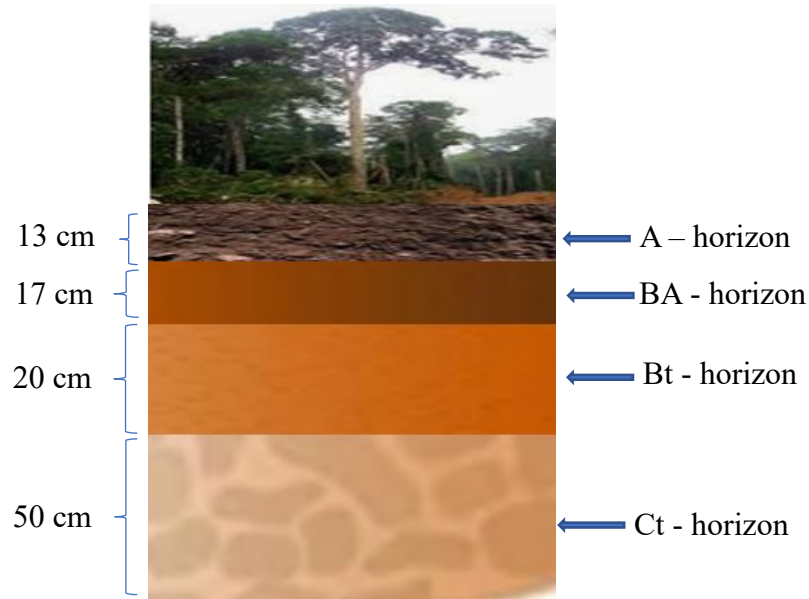 13 cm
A – horizon
17 cm
BA - horizon
20 cm
Bt - horizon
50 cm
Ct - horizon